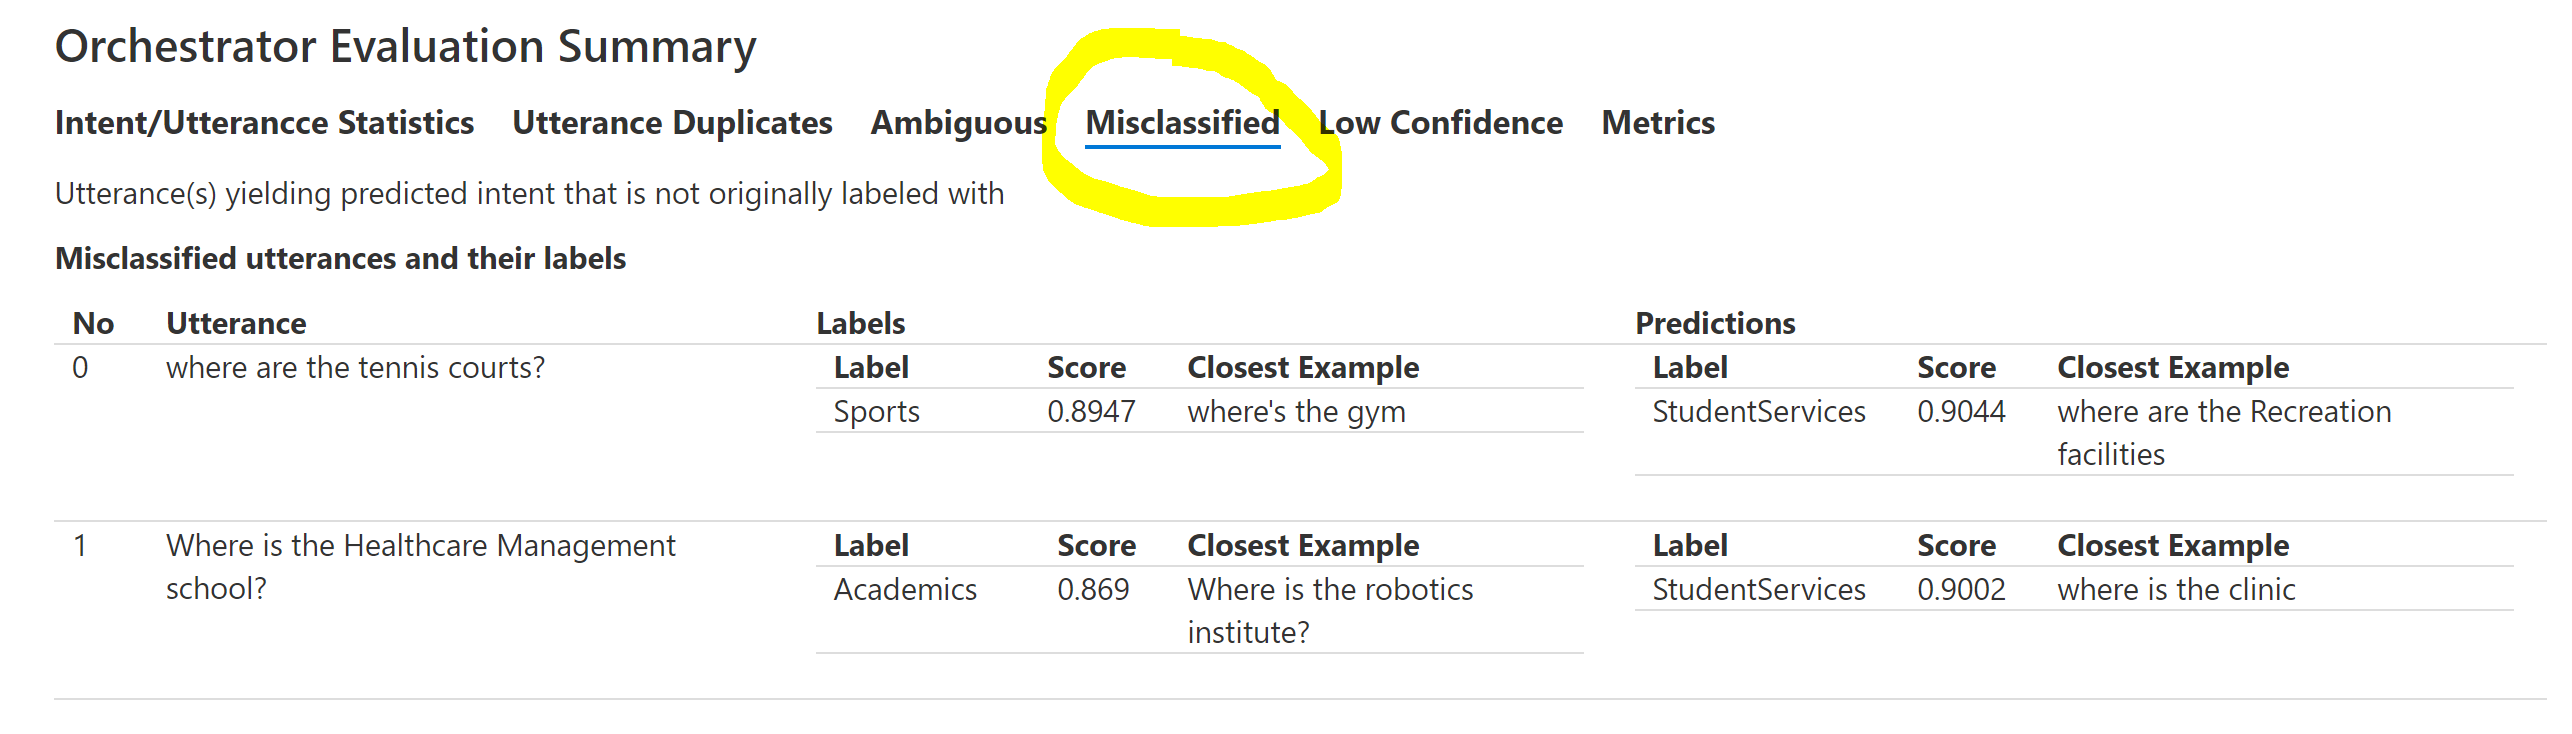 Orchestrator Evaluation Summary
Intent/Utterancce Statistics Utterance Duplicates Ambiguous Misclassified Low Confidence Metrics
Utterance(s) yielding predicted intent that is not originally labeled with
Misclassified utterances and their labels
No Utterance Labels Predictions
0 where are the tennis courts? Label Score Closest Example Label Score Closest Example
Sports 0.8947 where's the gym StudentServices 0.9044 where are the Recreation
facilities
1 Where is the Healthcare Management Label Score Closest Example Label Score Closest Example
school? Academics 0.869 Where is the robotics StudentServices 0.9002 where is the clinic
institute?